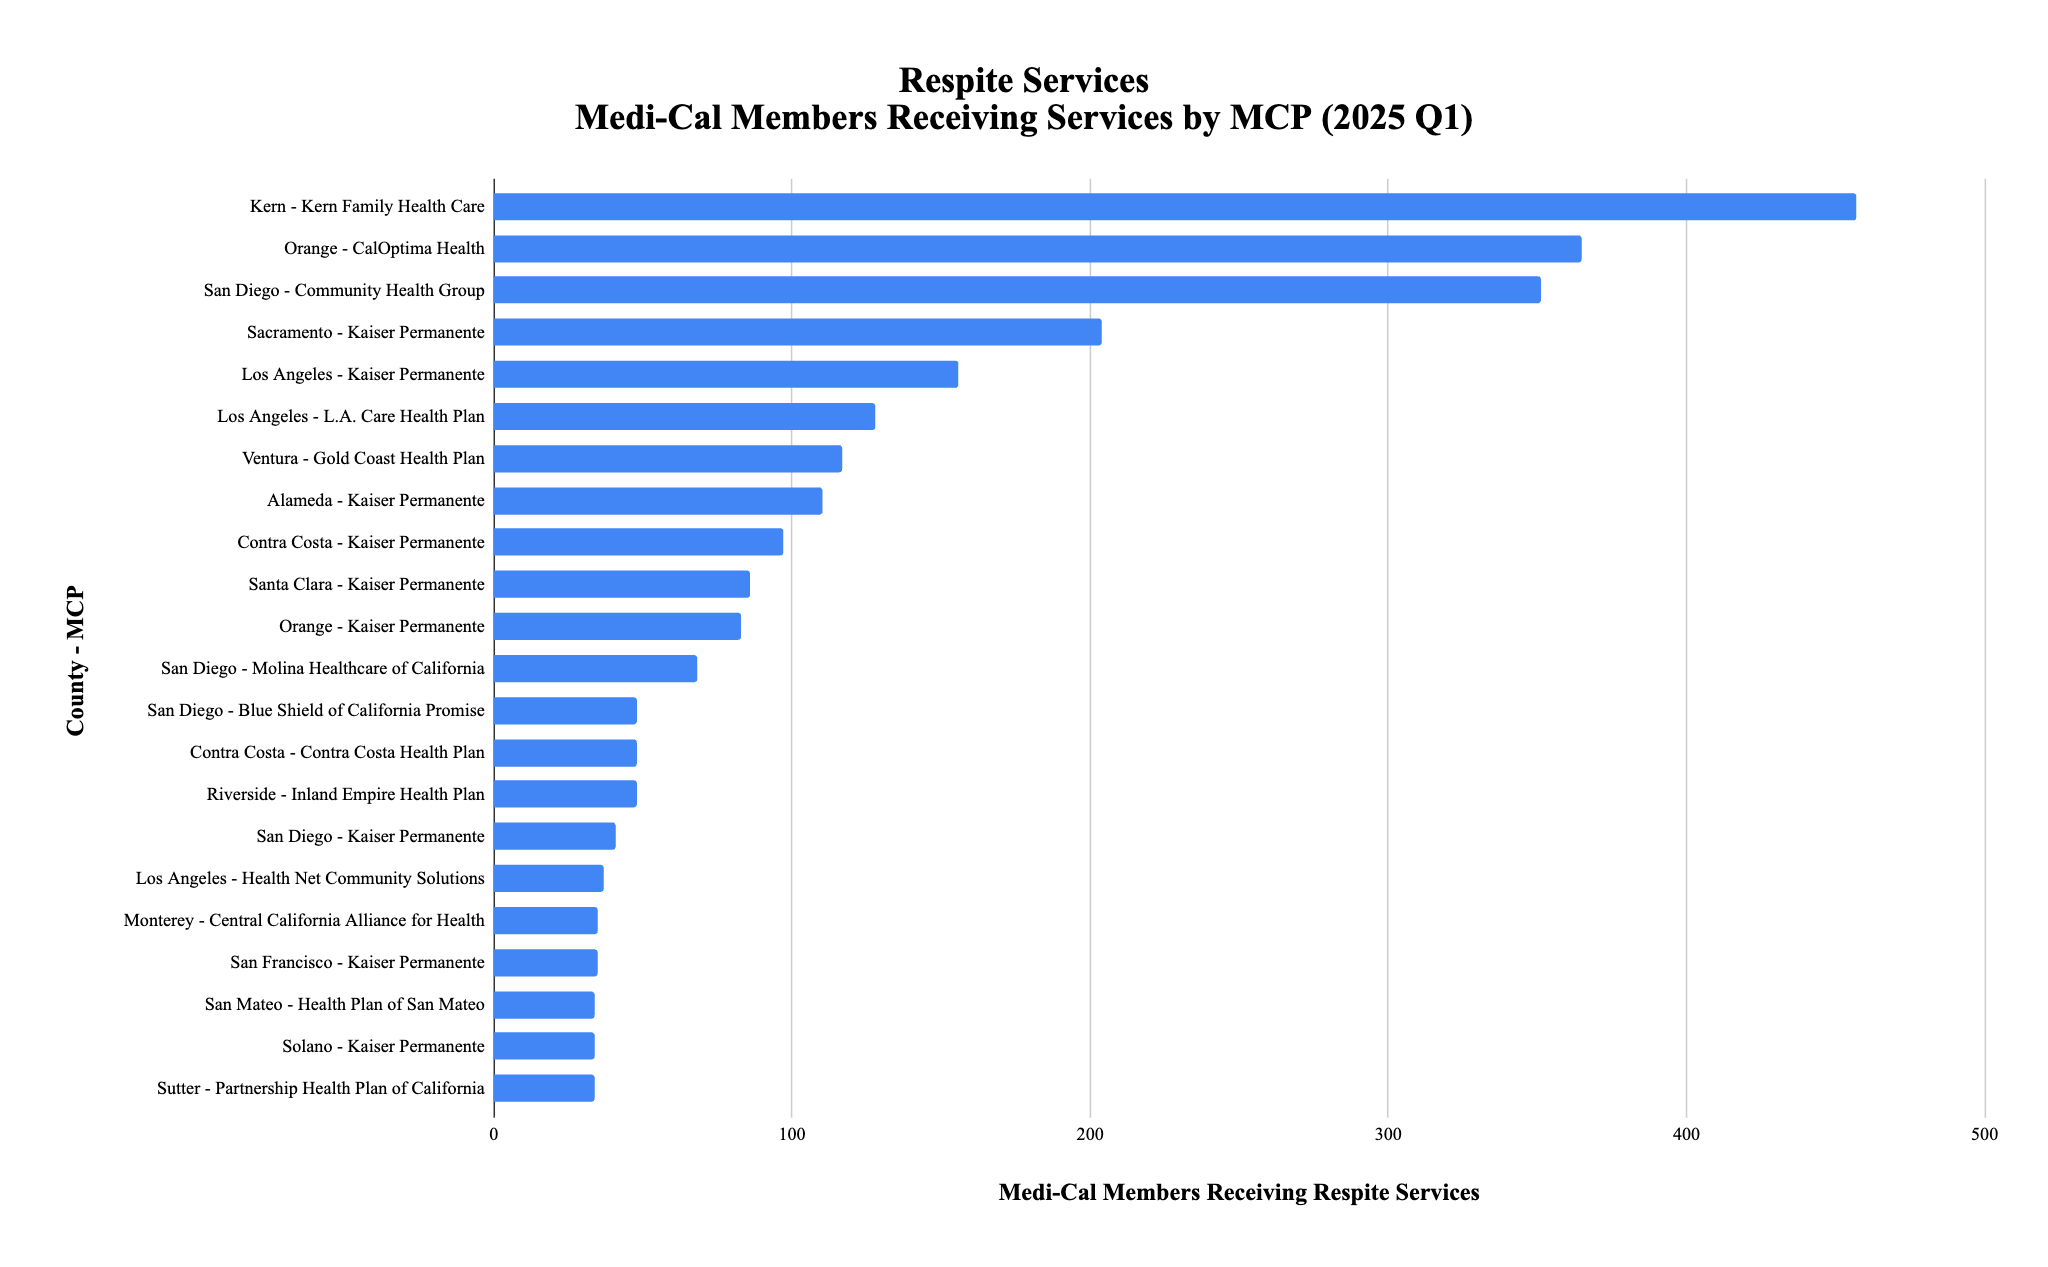 Respite Services
Medi-Cal Members Receiving Services by MCP (2025 Q1)
County - MCP
Kern - Kern Family Health Care
Orange - CalOptima Health
San Diego - Community Health Group
Sacramento - Kaiser Permanente
Los Angeles - Kaiser Permanente
Los Angeles - L.A. Care Health Plan
Ventura - Gold Coast Health Plan
Alameda - Kaiser Permanente
Contra Costa - Kaiser Permanente
Santa Clara - Kaiser Permanente
Orange - Kaiser Permanente
San Diego - Molina Healthcare of California
San Diego - Blue Shield of California Promise
Contra Costa - Contra Costa Health Plan
Riverside - Inland Empire Health Plan
San Diego - Kaiser Permanente
Los Angeles - Health Net Community Solutions
Monterey - Central California Alliance for Health
San Francisco - Kaiser Permanente
San Mateo - Health Plan of San Mateo
Solano - Kaiser Permanente
Sutter - Partnership Health Plan of California
0 100 200 300 400 500
Medi-Cal Members Receiving Respite Services